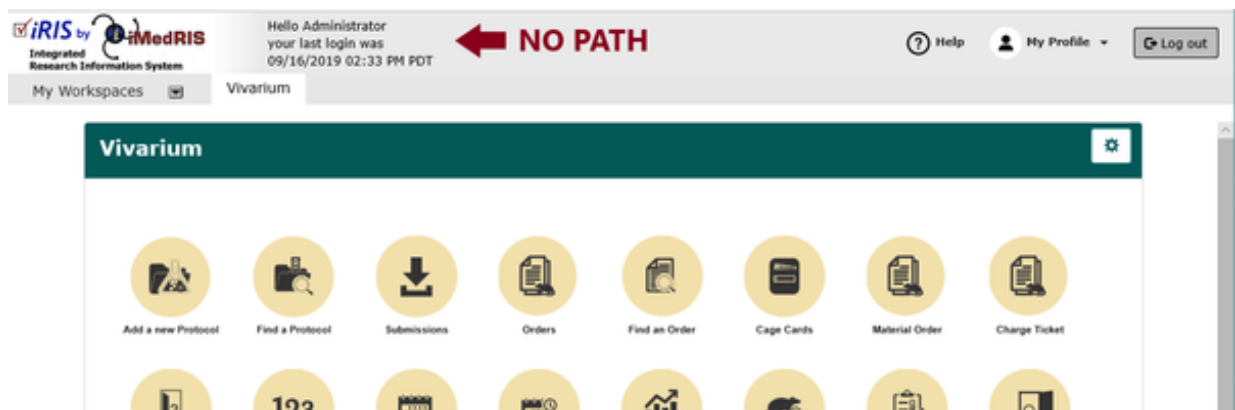 iRIS by iMedRIS
Integrated
Research Information System
Hello Administrator
your last login was
09/16/2019 02:33 PM PDT
NO PATH
? Help
My Profile
Log out
My Workspaces
Vivarium
Vivarium
Add a new Protocol
Find a Protocol
Submissions
Orders
Find an Order
Cage Cards
Material Order
Charge Ticket
123